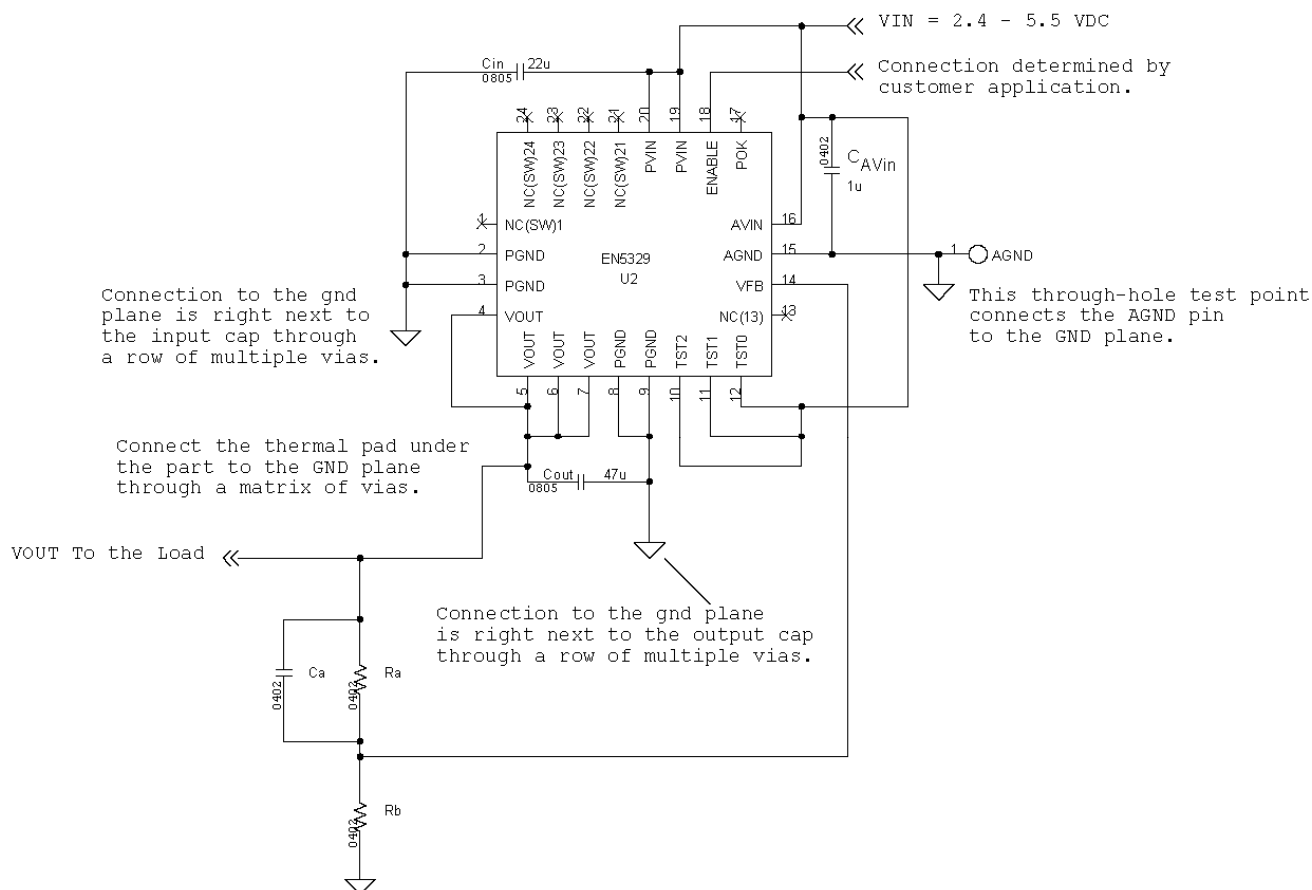 VIN = 2.4 - 5.5 VDC
Cin 22u
0805
Connection determined by
customer application.
24
23
22
21
20
19
18
17
NC(SW)24
NC(SW)23
NC(SW)22
NC(SW)21
PVIN
PVIN
ENABLE
POK
0402
CAVin
1u
1
NC(SW)1
AVIN
16
2
PGND
EN5329
U2
AGND
15
1
AGND
3
PGND
VFB
14
4
VOUT
NC(13)
13
Connection to the gnd
plane is right next to
the input cap through
a row of multiple vias.
This through-hole test point
connects the AGND pin
to the GND plane.
VOUT
VOUT
VOUT
PGND
PGND
TST2
TST1
TST0
5
6
7
8
9
10
11
12
Connect the thermal pad under
the part to the GND plane
through a matrix of vias.
Cout 47u
0805
VOUT To the Load
Connection to the gnd plane
is right next to the output cap
through a row of multiple vias.
Ca
0402
Ra
0402
Rb
0402